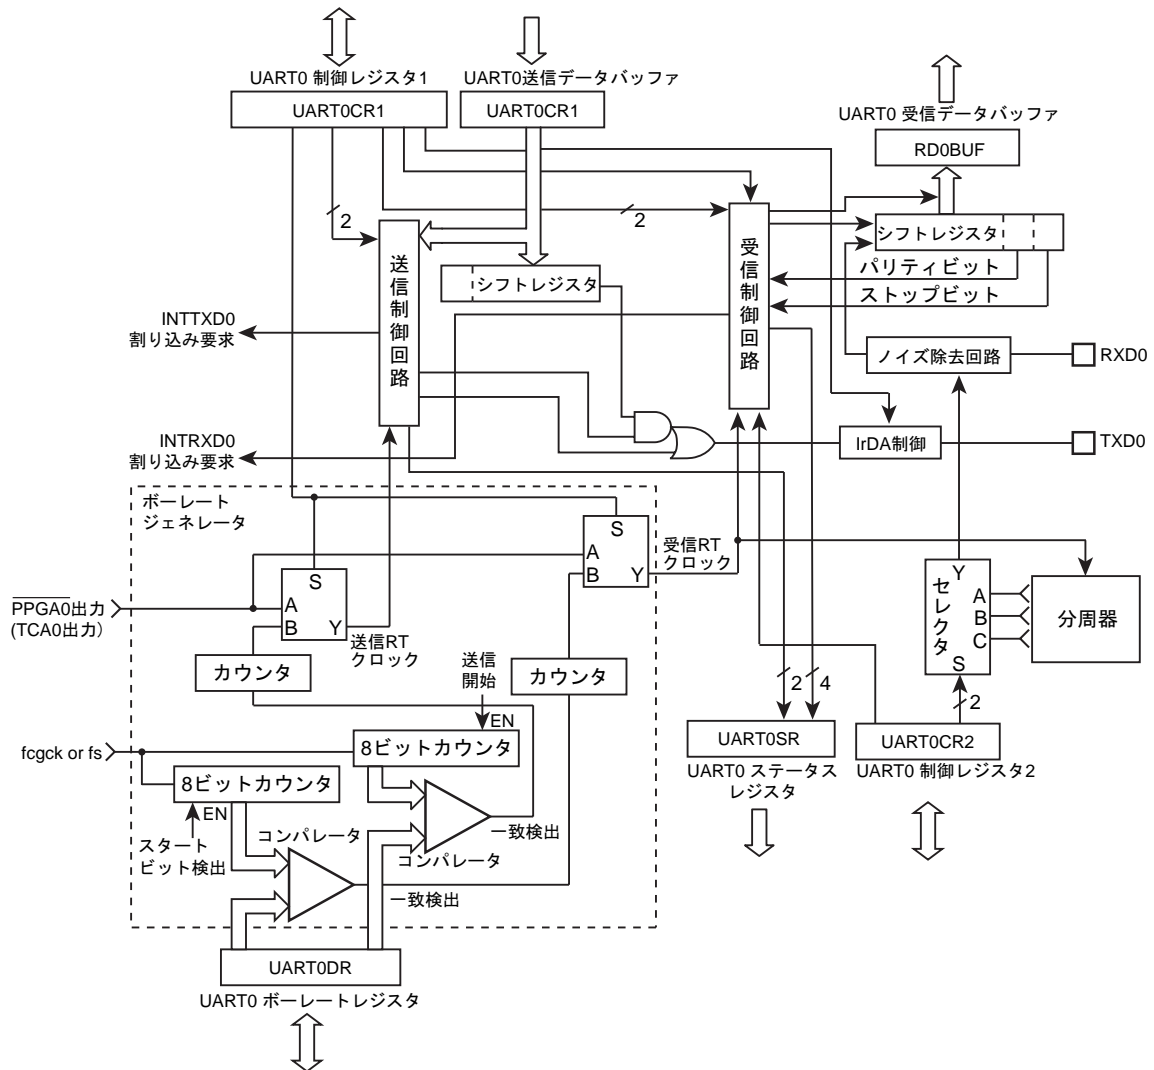 UART0 制御レジスタ1
UART0CR1
UART0送信データバッファ
UART0CR1
UART0 受信データバッファ
RD0BUF
2
2
送信制御回路
シフトレジスタ
受信制御回路
シフトレジスタ
パリティビット
ストップビット
INTTXD0
割り込み要求
ノイズ除去回路
RXD0
INTRXD0
割り込み要求
IrDA制御
TXD0
ボーレート
ジェネレータ
S
A
B
Y
受信RT
クロック
PPGA0出力
(TCA0出力)
S
A
B
Y
送信RT
クロック
Y
セレクタ
A
B
C
S
分周器
カウンタ
送信
開始
カウンタ
2
4
2
EN
fcgck or fs
8ビットカウンタ
8ビットカウンタ
EN
スタート
ビット検出
コンパレータ
コンパレータ
一致検出
一致検出
UART0SR
UART0 ステータス
レジスタ
UART0CR2
UART0 制御レジスタ2
UART0DR
UART0 ボーレートレジスタ